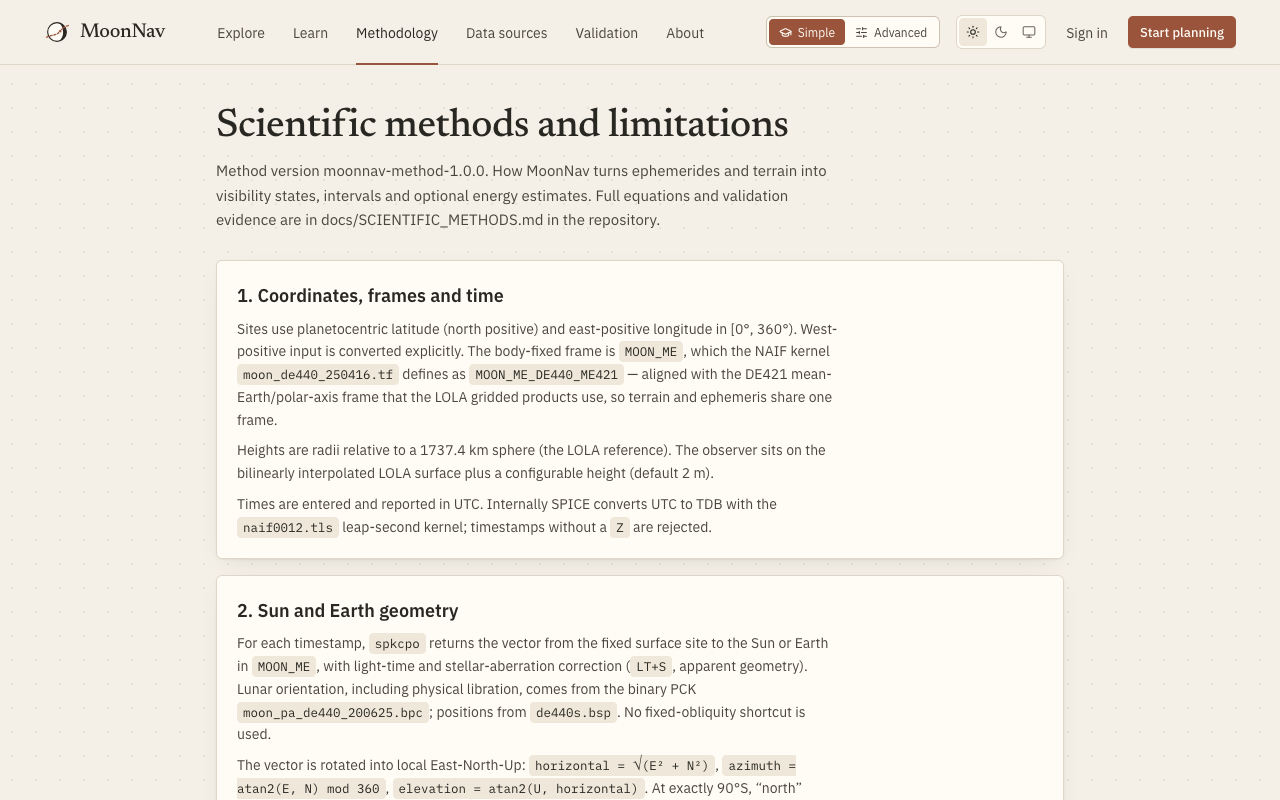 MoonNav
Explore
Learn
Methodology
Data sources
Validation
About
Simple
Advanced
Sign in
Start planning
Scientific methods and limitations
Method version moonnav-method-1.0.0. How MoonNav turns ephemerides and terrain into
visibility states, intervals and optional energy estimates. Full equations and validation
evidence are in docs/SCIENTIFIC_METHODS.md in the repository.
1. Coordinates, frames and time
Sites use planetocentric latitude (north positive) and east-positive longitude in [0°, 360°). West-
positive input is converted explicitly. The body-fixed frame is MOON_ME, which the NAIF kernel
moon_de440_250416.tf defines as MOON_ME_DE440_ME421 — aligned with the DE421 mean-
Earth/polar-axis frame that the LOLA gridded products use, so terrain and ephemeris share one
frame.
Heights are radii relative to a 1737.4 km sphere (the LOLA reference). The observer sits on the
bilinearly interpolated LOLA surface plus a configurable height (default 2 m).
Times are entered and reported in UTC. Internally SPICE converts UTC to TDB with the
naif0012.tls leap-second kernel; timestamps without a Z are rejected.
2. Sun and Earth geometry
For each timestamp, spkcpo returns the vector from the fixed surface site to the Sun or Earth
in MOON_ME, with light-time and stellar-aberration correction (LT+S, apparent geometry).
Lunar orientation, including physical libration, comes from the binary PCK
moon_pa_de440_200625.bpc; positions from de440s.bsp. No fixed-obliquity shortcut is
used.
The vector is rotated into local East-North-Up: horizontal = √(E² + N²), azimuth =
atan2(E, N) mod 360, elevation = atan2(U, horizontal). At exactly 90°S, “north”